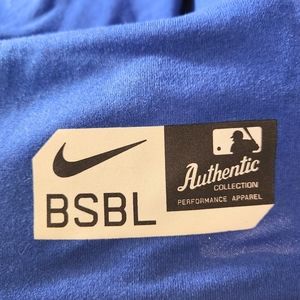 BSBL
Authentic
COLLECTION
PERFORMANCE APPAREL